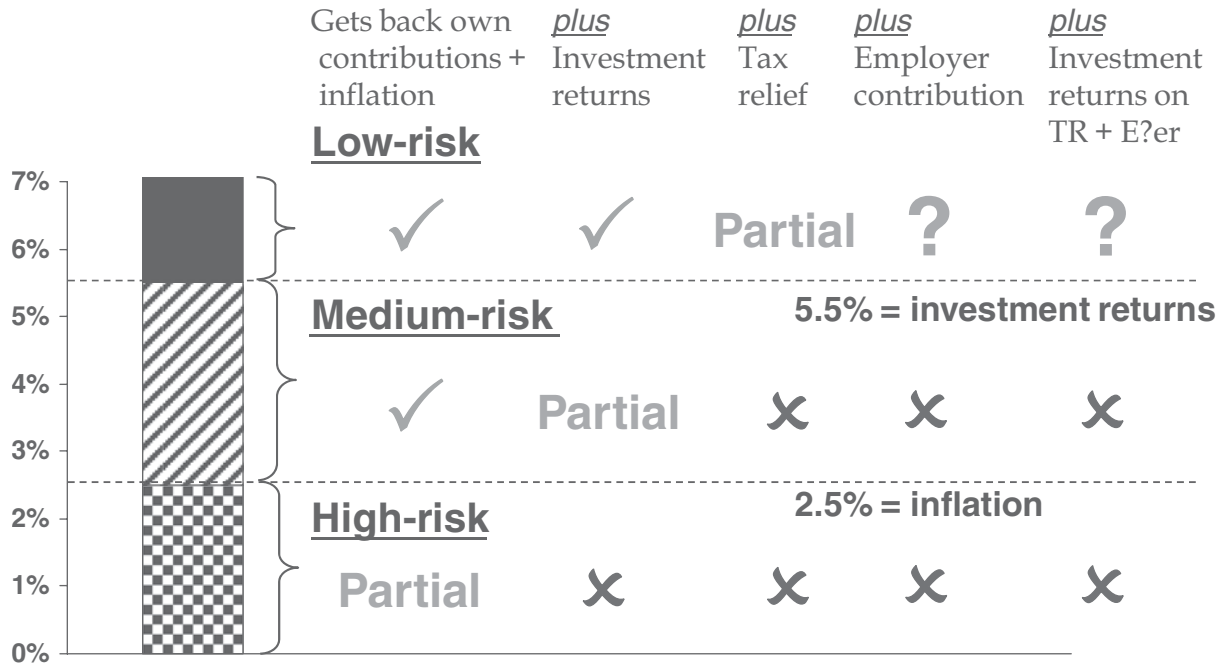 Gets back own
contributions +
inflation
plus
Investment
returns
plus
Tax
relief
plus
Employer
contribution
plus
Investment
returns on
TR + E?er
Low-risk
7%
6%
✓ ✓ Partial ? ?
5%
Medium-risk
5.5% = investment returns
4%
✓ Partial ✗ ✗ ✗
3%
2%
High-risk
2.5% = inflation
1%
Partial ✗ ✗ ✗ ✗
0%